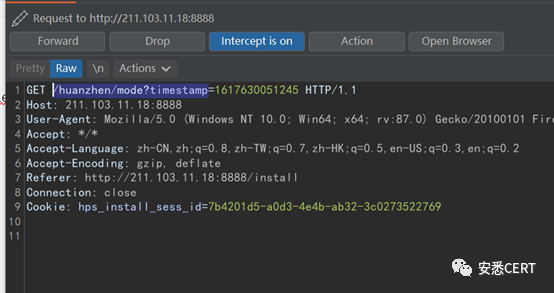 Request to http://211.103.11.18:8888
Forward Drop Intercept is on Action Open Browser
Pretty Raw \n Actions
1 GET /huanzhen/mode?timestamp=1617630051245 HTTP/1.1
2 Host: 211.103.11.18:8888
3 User-Agent: Mozilla/5.0 (Windows NT 10.0; Win64; x64; rv:87.0) Gecko/20100101 Firef
4 Accept: */*
5 Accept-Language: zh-CN,zh;q=0.8,zh-TW;q=0.7,zh-HK;q=0.5,en-US;q=0.3,en;q=0.2
6 Accept-Encoding: gzip, deflate
7 Referer: http://211.103.11.18:8888/install
8 Connection: close
9 Cookie: hps_install_sess_id=7b4201d5-a0d3-4e4b-ab32-3c0273522769
10
11
安悉CERT